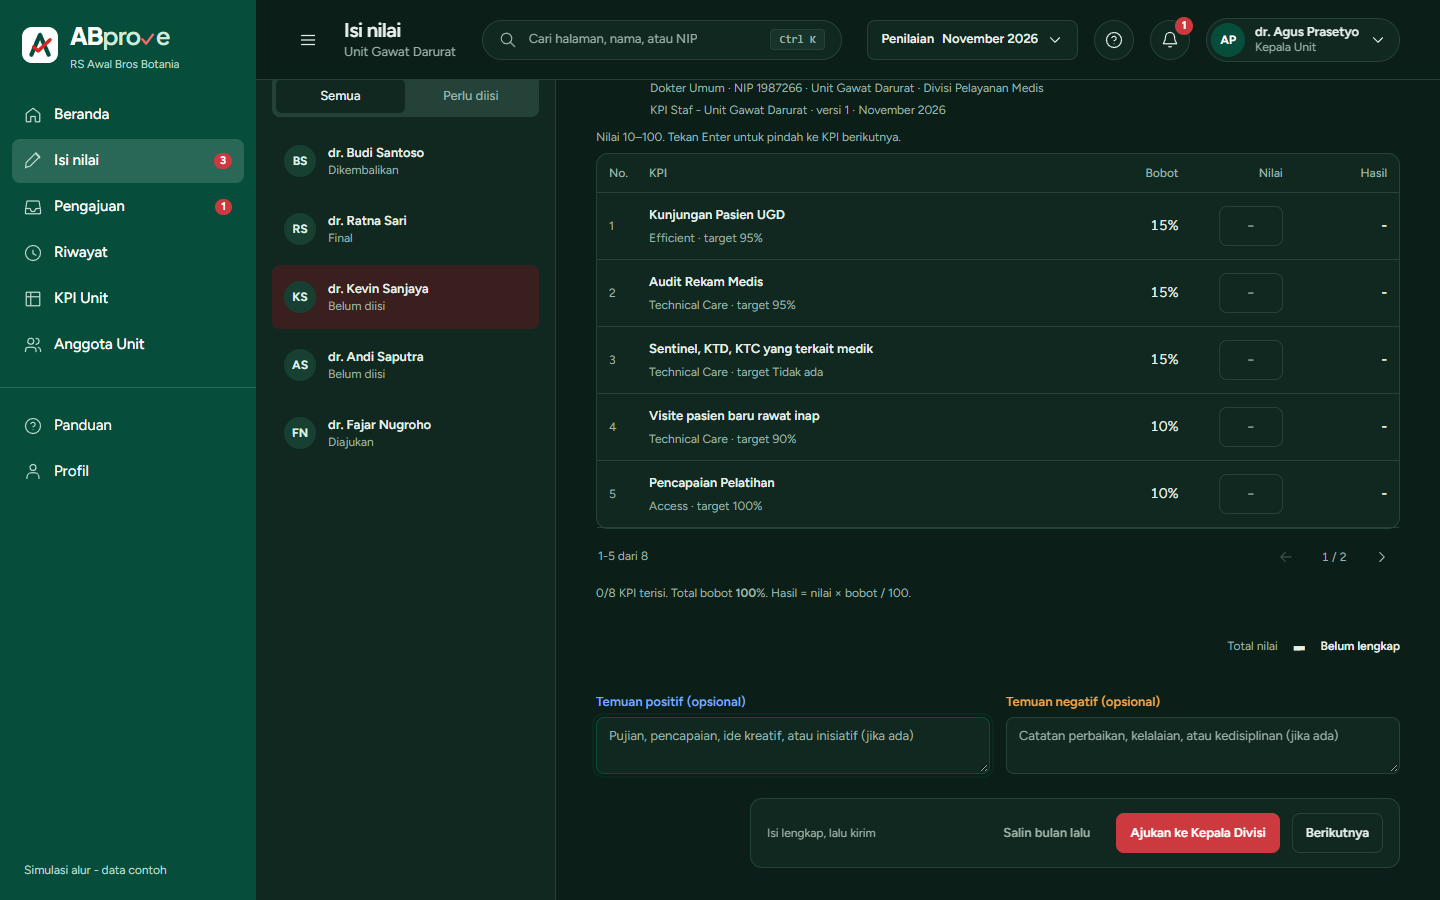 ABprove
RS Awal Bros Botania
Beranda
Isi nilai
3
Pengajuan
1
Riwayat
KPI Unit
Anggota Unit
Panduan
Profil
Simulasi alur - data contoh
Isi nilai
Unit Gawat Darurat
Cari halaman, nama, atau NIP
Ctrl K
Penilaian November 2026
1
AP
dr. Agus Prasetyo
Kepala Unit
Semua
Perlu diisi
BS
dr. Budi Santoso
Dikembalikan
RS
dr. Ratna Sari
Final
KS
dr. Kevin Sanjaya
Belum diisi
AS
dr. Andi Saputra
Belum diisi
FN
dr. Fajar Nugroho
Diajukan
Dokter Umum · NIP 1987266 · Unit Gawat Darurat · Divisi Pelayanan Medis
KPI Staf - Unit Gawat Darurat · versi 1 · November 2026
Nilai 10–100. Tekan Enter untuk pindah ke KPI berikutnya.
No. KPI Bobot Nilai Hasil
1 Kunjungan Pasien UGD 15% - -
Efficient · target 95%
2 Audit Rekam Medis 15% - -
Technical Care · target 95%
3 Sentinel, KTD, KTC yang terkait medik 15% - -
Technical Care · target Tidak ada
4 Visite pasien baru rawat inap 10% - -
Technical Care · target 90%
5 Pencapaian Pelatihan 10% - -
Access · target 100%
1-5 dari 8
1 / 2
0/8 KPI terisi. Total bobot 100%. Hasil = nilai × bobot / 100.
Total nilai - Belum lengkap
Temuan positif (opsional)
Pujian, pencapaian, ide kreatif, atau inisiatif (jika ada)
Temuan negatif (opsional)
Catatan perbaikan, kelalaian, atau kedisiplinan (jika ada)
Isi lengkap, lalu kirim
Salin bulan lalu
Ajukan ke Kepala Divisi
Berikutnya